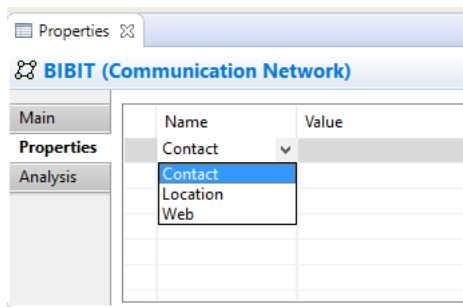 Properties
BIBIT (Communication Network)
Main
Properties
Analysis
Name Value
Contact
Contact
Location
Web